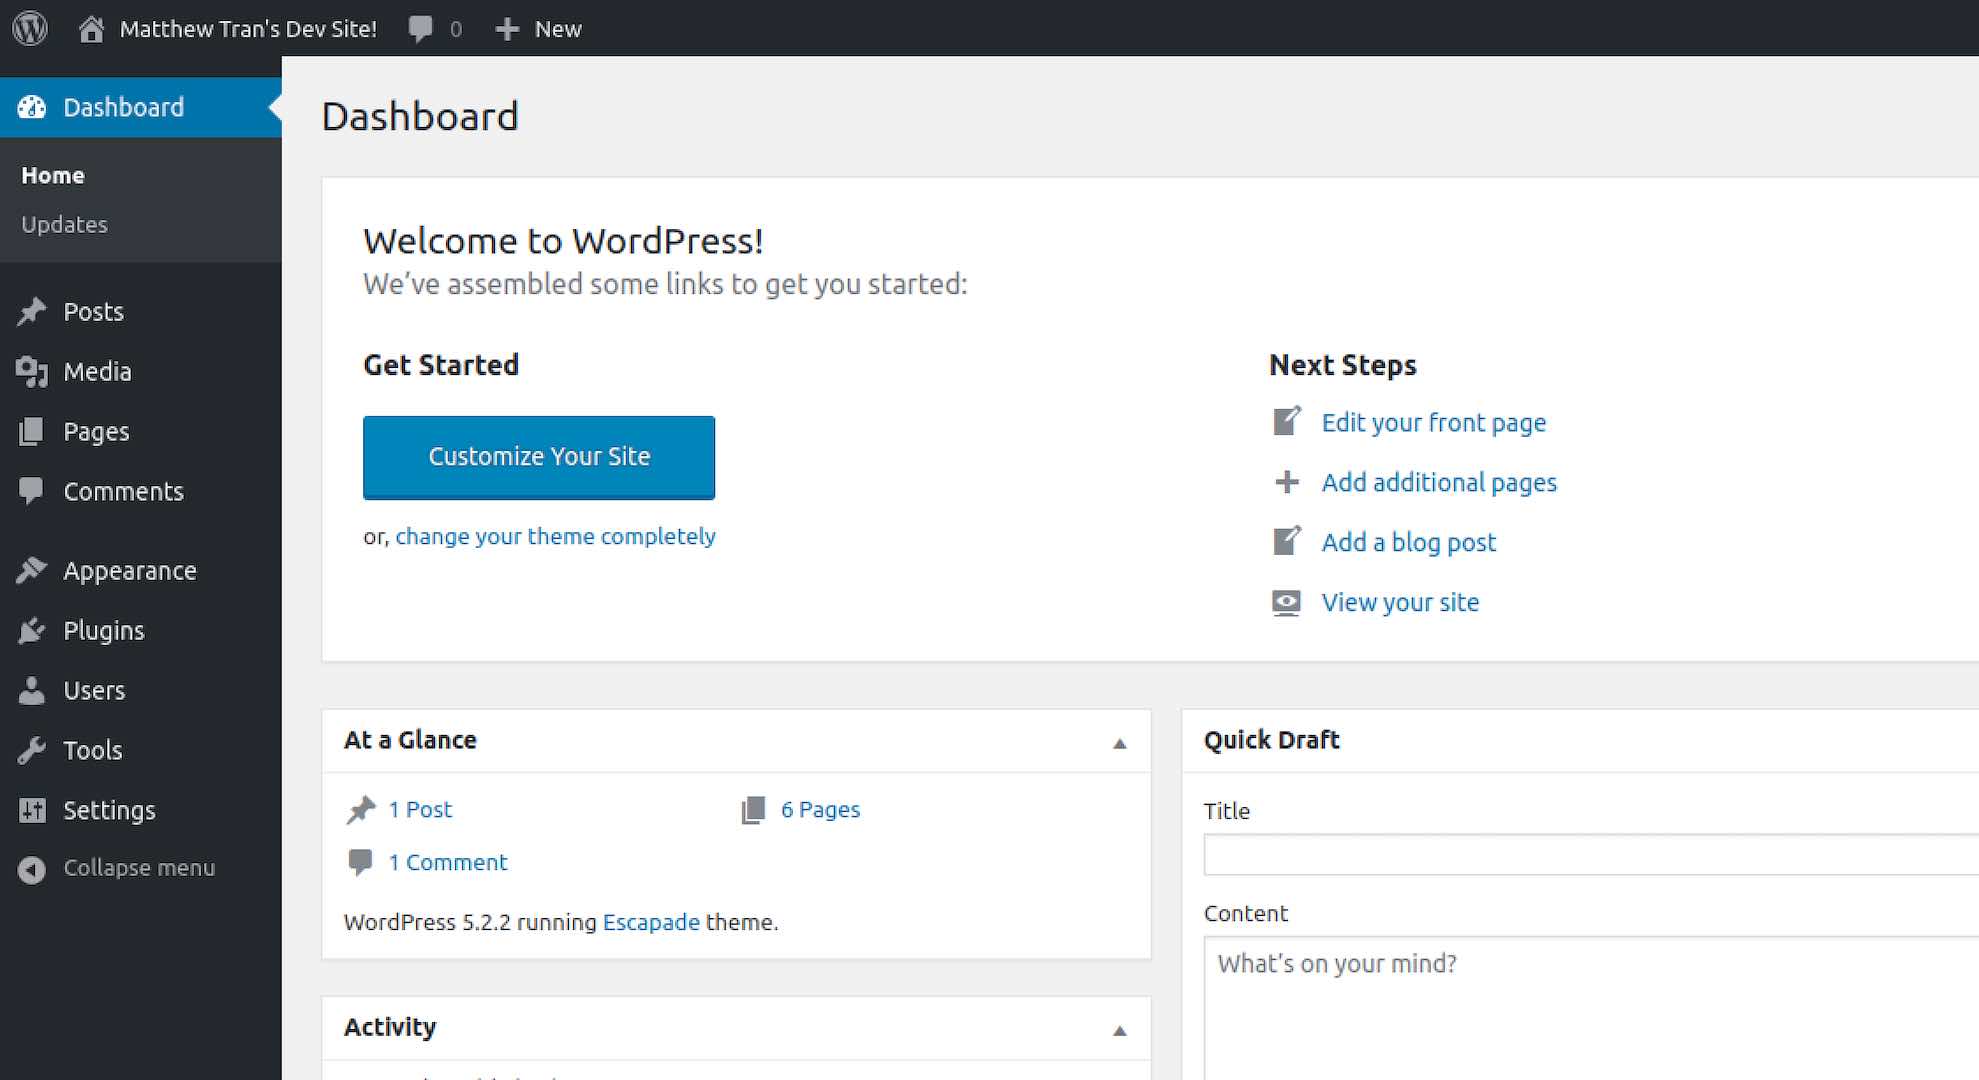 Matthew Tran's Dev Site!
0
New
Dashboard
Home
Updates
Posts
Media
Pages
Comments
Appearance
Plugins
Users
Tools
Settings
Collapse menu
Dashboard
Welcome to WordPress!
We’ve assembled some links to get you started:
Get Started
Customize Your Site
or, change your theme completely
Next Steps
Edit your front page
Add additional pages
Add a blog post
View your site
At a Glance
1 Post
6 Pages
1 Comment
WordPress 5.2.2 running Escapade theme.
Activity
Quick Draft
Title
Content
What’s on your mind?